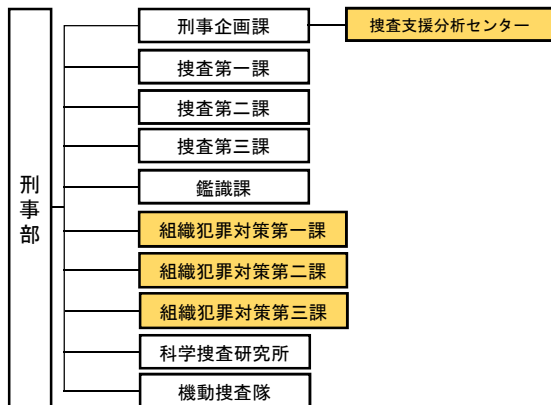 刑事部
刑事企画課
捜査支援分析センター
捜査第一課
捜査第二課
捜査第三課
鑑識課
組織犯罪対策第一課
組織犯罪対策第二課
組織犯罪対策第三課
科学捜査研究所
機動捜査隊